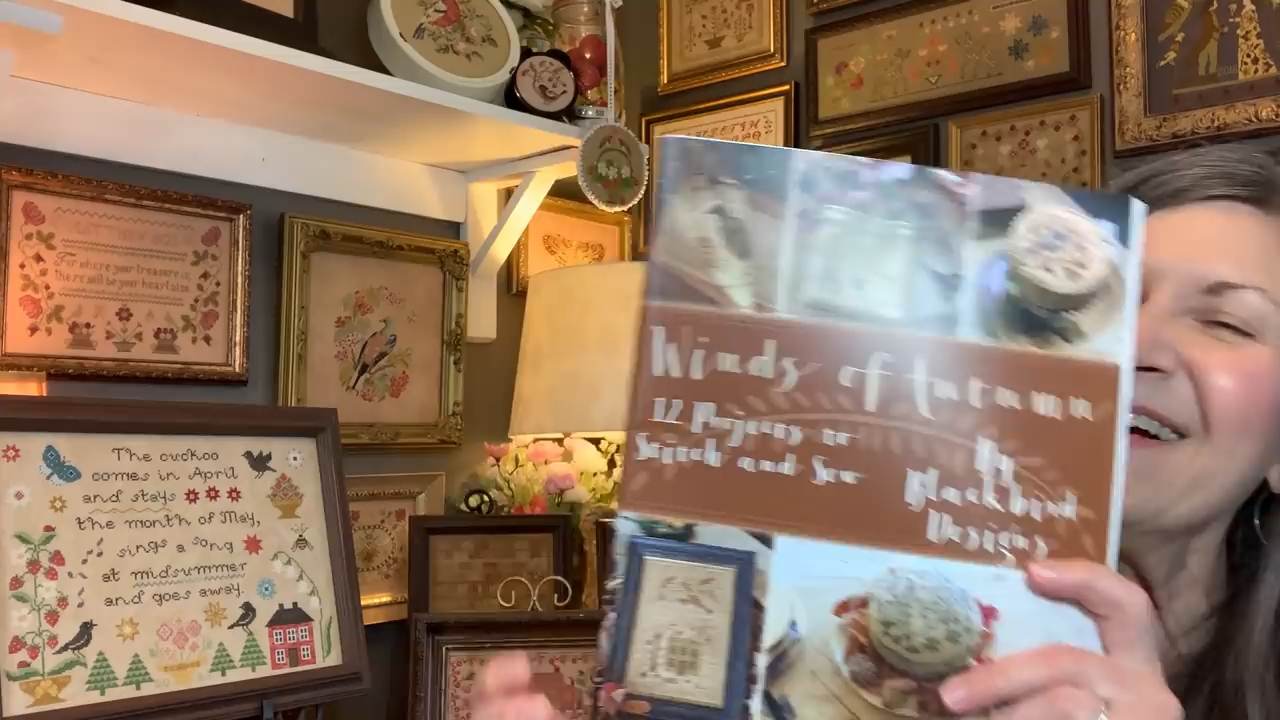 For where your treasure is,
there will be your heart also
The cuckoo
comes in April
and stays
the month of May,
sings a song
at midsummer
and goes away.
Winds of Autumn
12 Projects to
Stitch and Sew
By
Blackbird
Designs